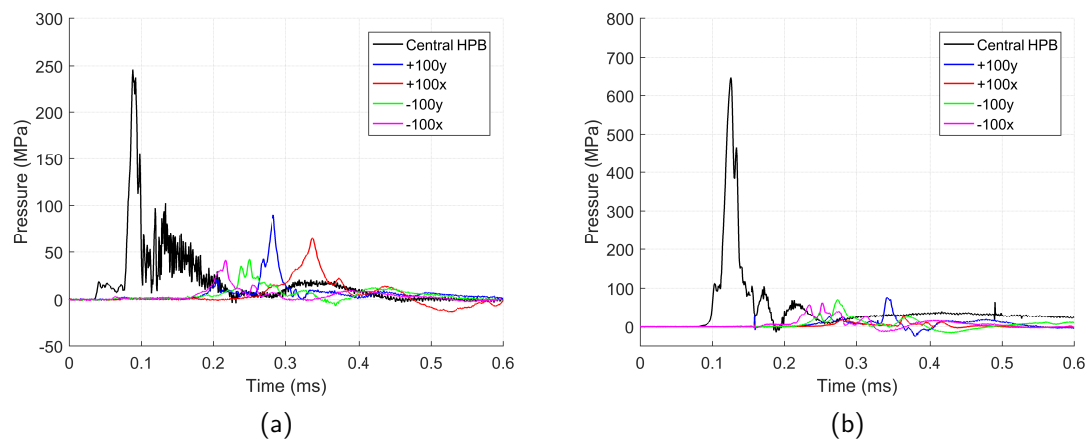 300
250
200
150
100
50
0
-50
Pressure (MPa)
0
0.1
0.2
0.3
0.4
0.5
0.6
Time (ms)
Central HPB
+100y
+100x
-100y
-100x
(a)
800
700
600
500
400
300
200
100
0
Pressure (MPa)
0
0.1
0.2
0.3
0.4
0.5
0.6
Time (ms)
Central HPB
+100y
+100x
-100y
-100x
(b)